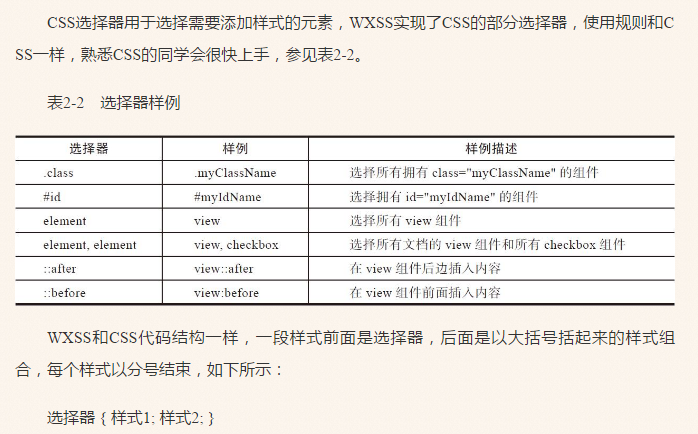 CSS选择器用于选择需要添加样式的元素，WXSS实现了CSS的部分选择器，使用规则和C
SS一样，熟悉CSS的同学会很快上手，参见表2-2。
表2-2 选择器样例
选择器 样例 样例描述
.class .myClassName 选择所有拥有 class="myClassName" 的组件
#id #myIdName 选择拥有 id="myIdName" 的组件
element view 选择所有 view 组件
element, element view, checkbox 选择所有文档的 view 组件和所有 checkbox 组件
::after view::after 在 view 组件后边插入内容
::before view:before 在 view 组件前面插入内容
WXSS和CSS代码结构一样，一段样式前面是选择器，后面是以大括号括起来的样式组
合，每个样式以分号结束，如下所示：
选择器 { 样式1; 样式2; }